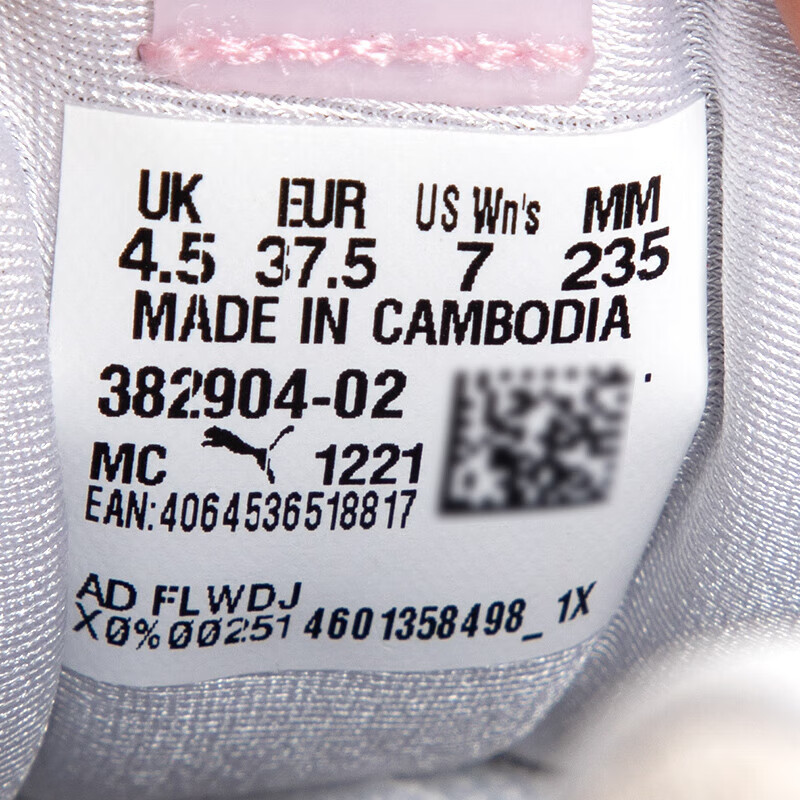 UK EUR US Wn's MM
4.5 37.5 7 235
MADE IN CAMBODIA
382904-02
MC 1221
EAN:4064536518817
AD FLWDJ
X0%00251 4601358498_ 1X